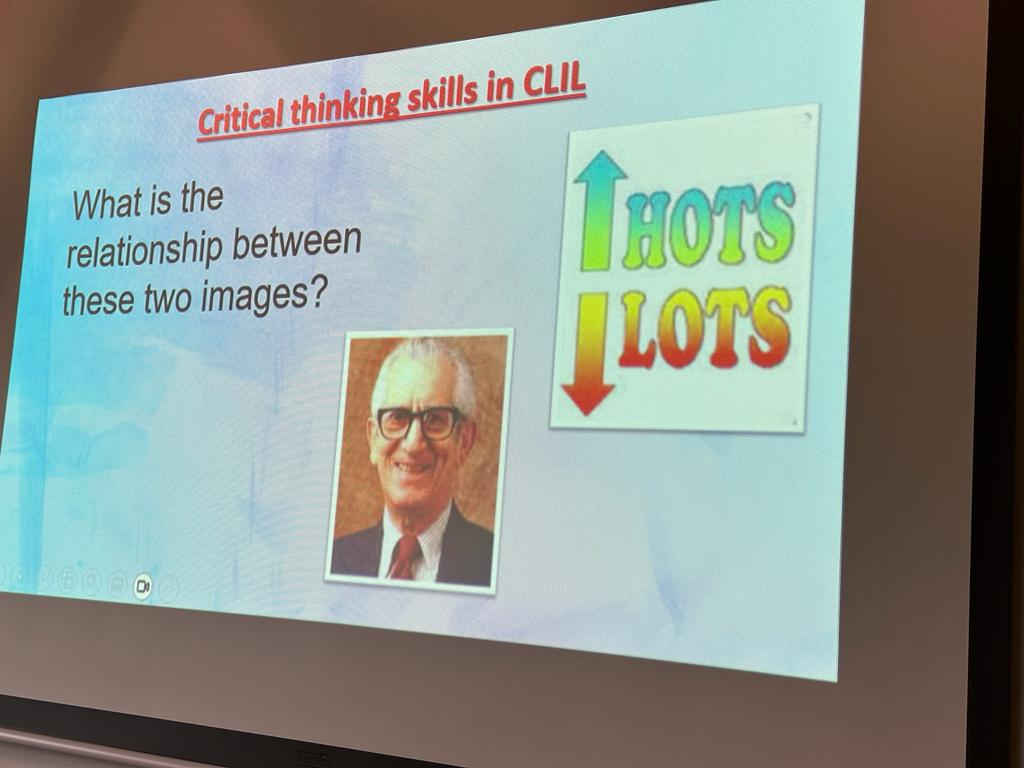 Critical thinking skills in CLIL
What is the
relationship between
these two images?
HOTS
LOTS